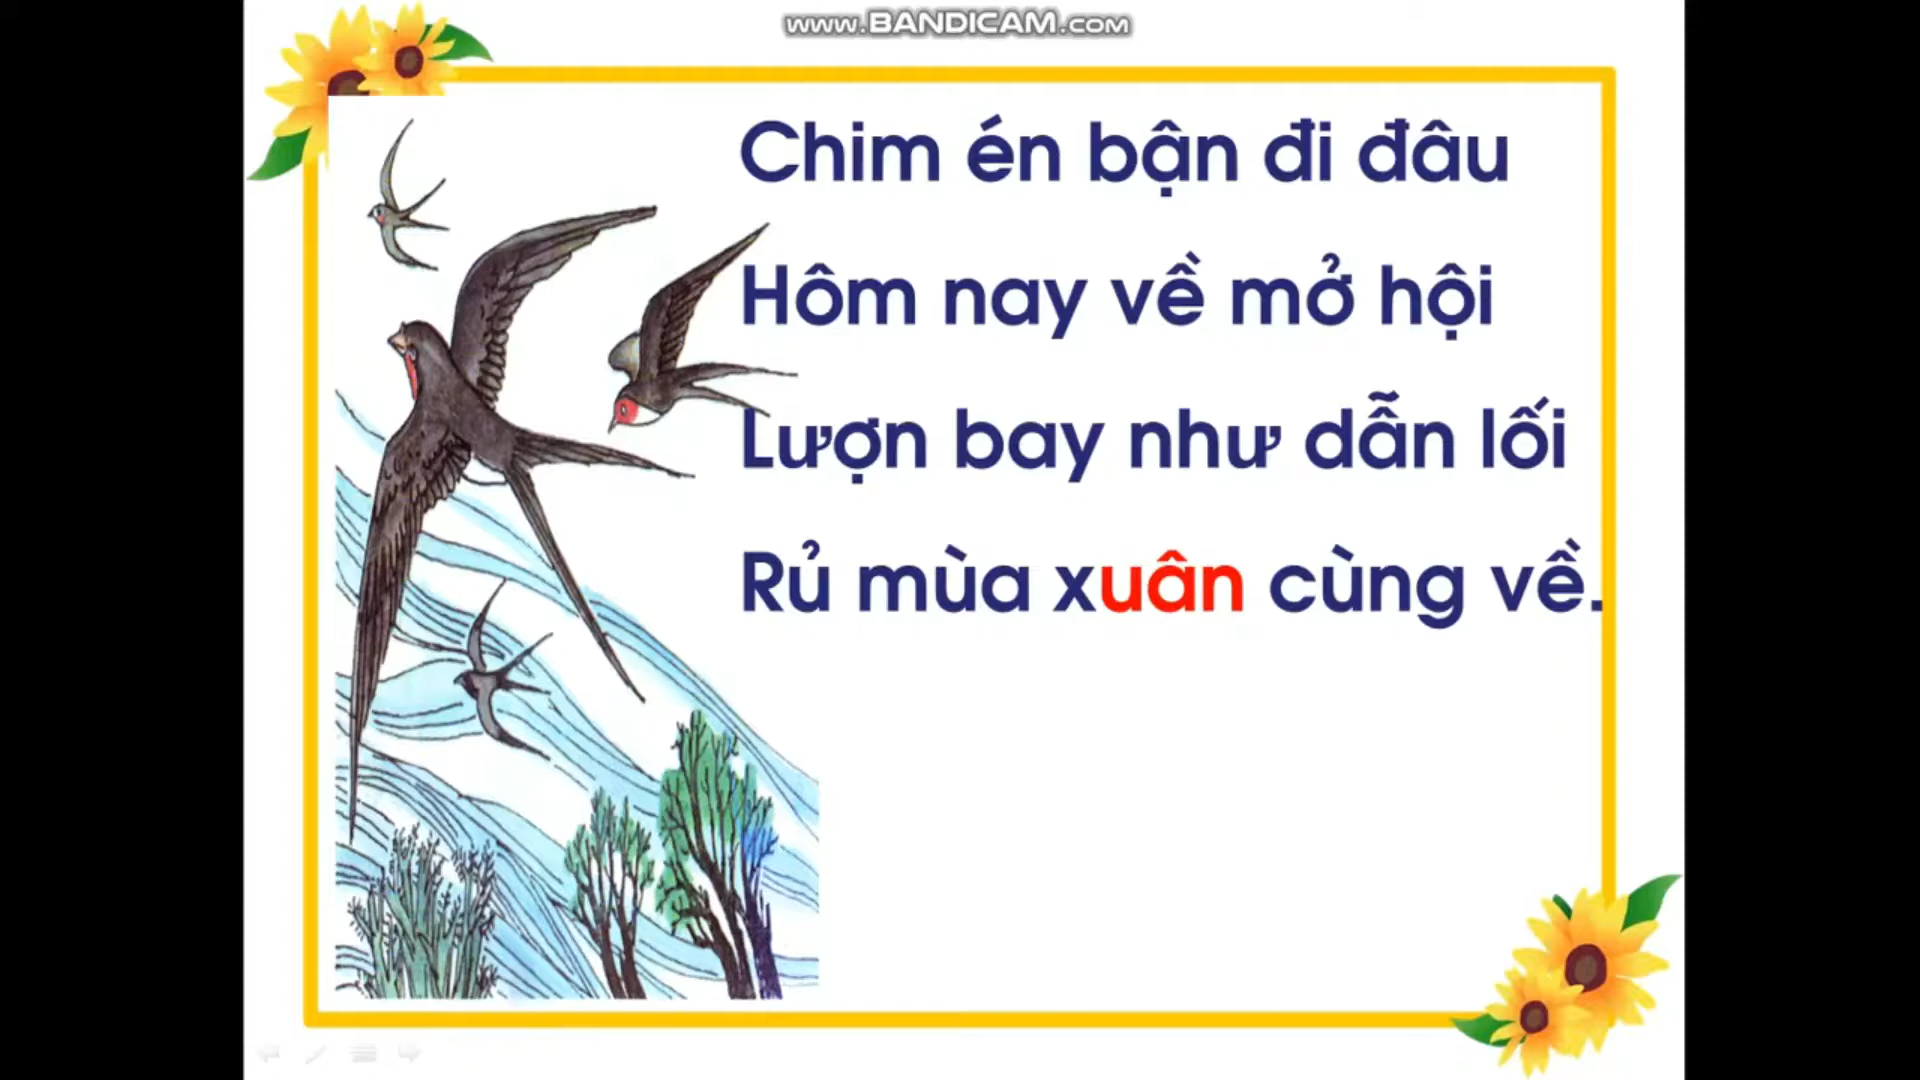 www.BANDICAM.com
Chim én bận đi đâu
Hôm nay về mở hội
Lượn bay như dẫn lối
Rủ mùa xuân cùng về.